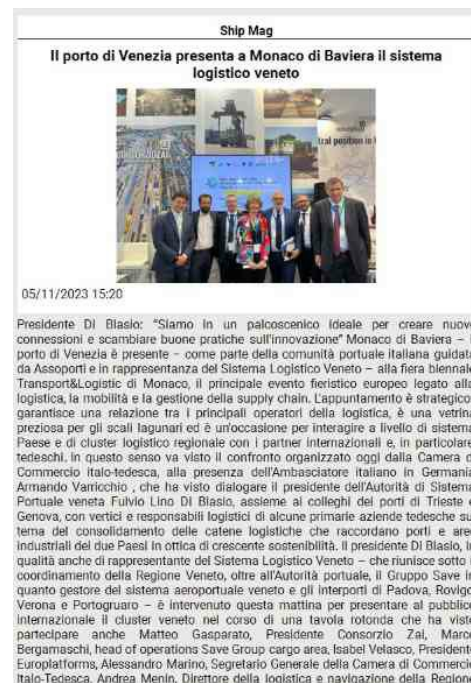 Ship Mag
Il porto di Venezia presenta a Monaco di Baviera il sistema
logistico veneto
05/11/2023 15:20
Presidente Di Blasio: “Siamo in un palcoscenico ideale per creare nuove
connessioni e scambiare buone pratiche sull'innovazione” Monaco di Baviera –
porto di Venezia è presente – come parte della comunità portuale italiana guidata
da Assoporti e in rappresentanza del Sistema Logistico Veneto – alla fiera biennale
Transport&Logistic di Monaco, il principale evento fieristico europeo legato alla
logistica, la mobilità e la gestione della supply chain. L'appuntamento è strategico:
garantisce una relazione tra i principali operatori della logistica, è una vetrina
preziosa per gli scali lagunari ed è un'occasione per interagire a livello di sistema
Paese e di cluster logistico regionale con i partner internazionali e, in particolare,
tedeschi. In questo senso va visto il confronto organizzato oggi dalla Camera di
Commercio italo-tedesca, alla presenza dell'Ambasciatore italiano in Germania
Armando Varricchio , che ha visto dialogare il presidente dell'Autorità di Sistema
Portuale veneta Fulvio Lino Di Blasio, assieme ai colleghi dei porti di Trieste e
Genova, con vertici e responsabili logistici di alcune primarie aziende tedesche sul
tema del consolidamento delle catene logistiche che raccordano porti e aree
industriali dei due Paesi in ottica di crescente sostenibilità. Il presidente Di Blasio, in
qualità anche di rappresentante del Sistema Logistico Veneto – che riunisce sotto il
coordinamento della Regione Veneto, oltre all'Autorità portuale, il Gruppo Save in
quanto gestore del sistema aeroportuale veneto e gli interporti di Padova, Rovigo,
Verona e Portogruaro – è intervenuto questa mattina per presentare al pubblico
internazionale il cluster veneto nel corso di una tavola rotonda che ha visto
partecipare anche Matteo Gasparato, Presidente Consorzio Zai, Marco
Bergamaschi, head of operations Save Group cargo area, Isabel Velasco, Presidente
Europlatforms, Alessandro Marino, Segretario Generale della Camera di Commercio
Italo-Tedesca, Andrea Menin, Direttore della logistica e navigazione della Regione